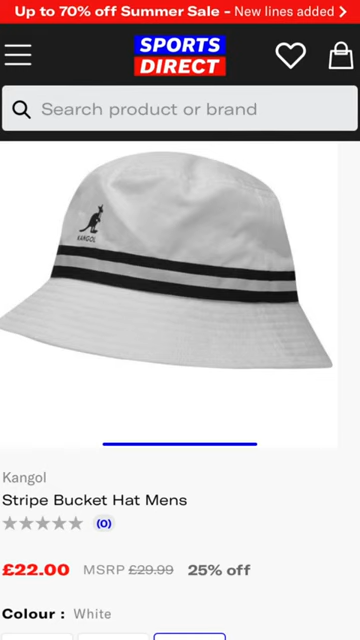 Up to 70% off Summer Sale - New lines added
SPORTS
DIRECT
Search product or brand
KANGOL
Kangol
Stripe Bucket Hat Mens
(0)
£22.00 MSRP £29.99 25% off
Colour : White